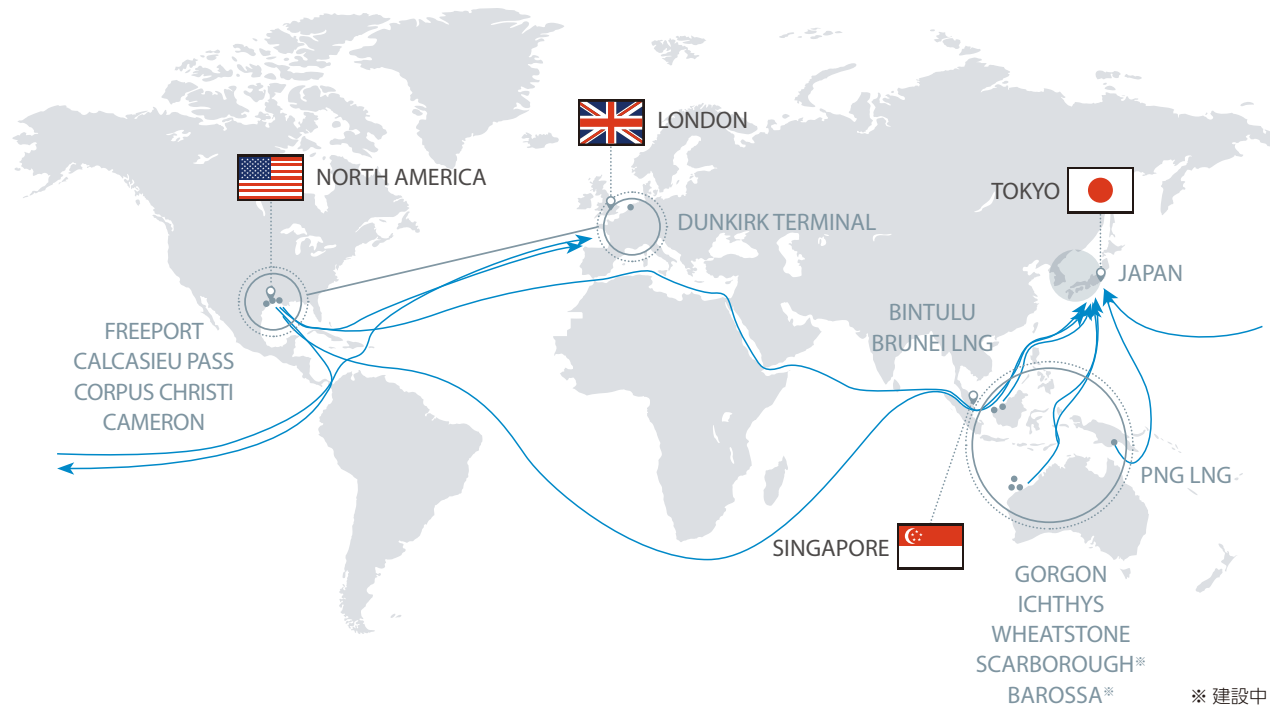 LONDON
NORTH AMERICA
TOKYO
DUNKIRK TERMINAL
JAPAN
BINTULU
BRUNEI LNG
FREEPORT
CALCASIEU PASS
CORPUS CHRISTI
CAMERON
PNG LNG
SINGAPORE
GORGON
ICHTHYS
WHEATSTONE
SCARBOROUGH※
BAROSSA※
※ 建設中